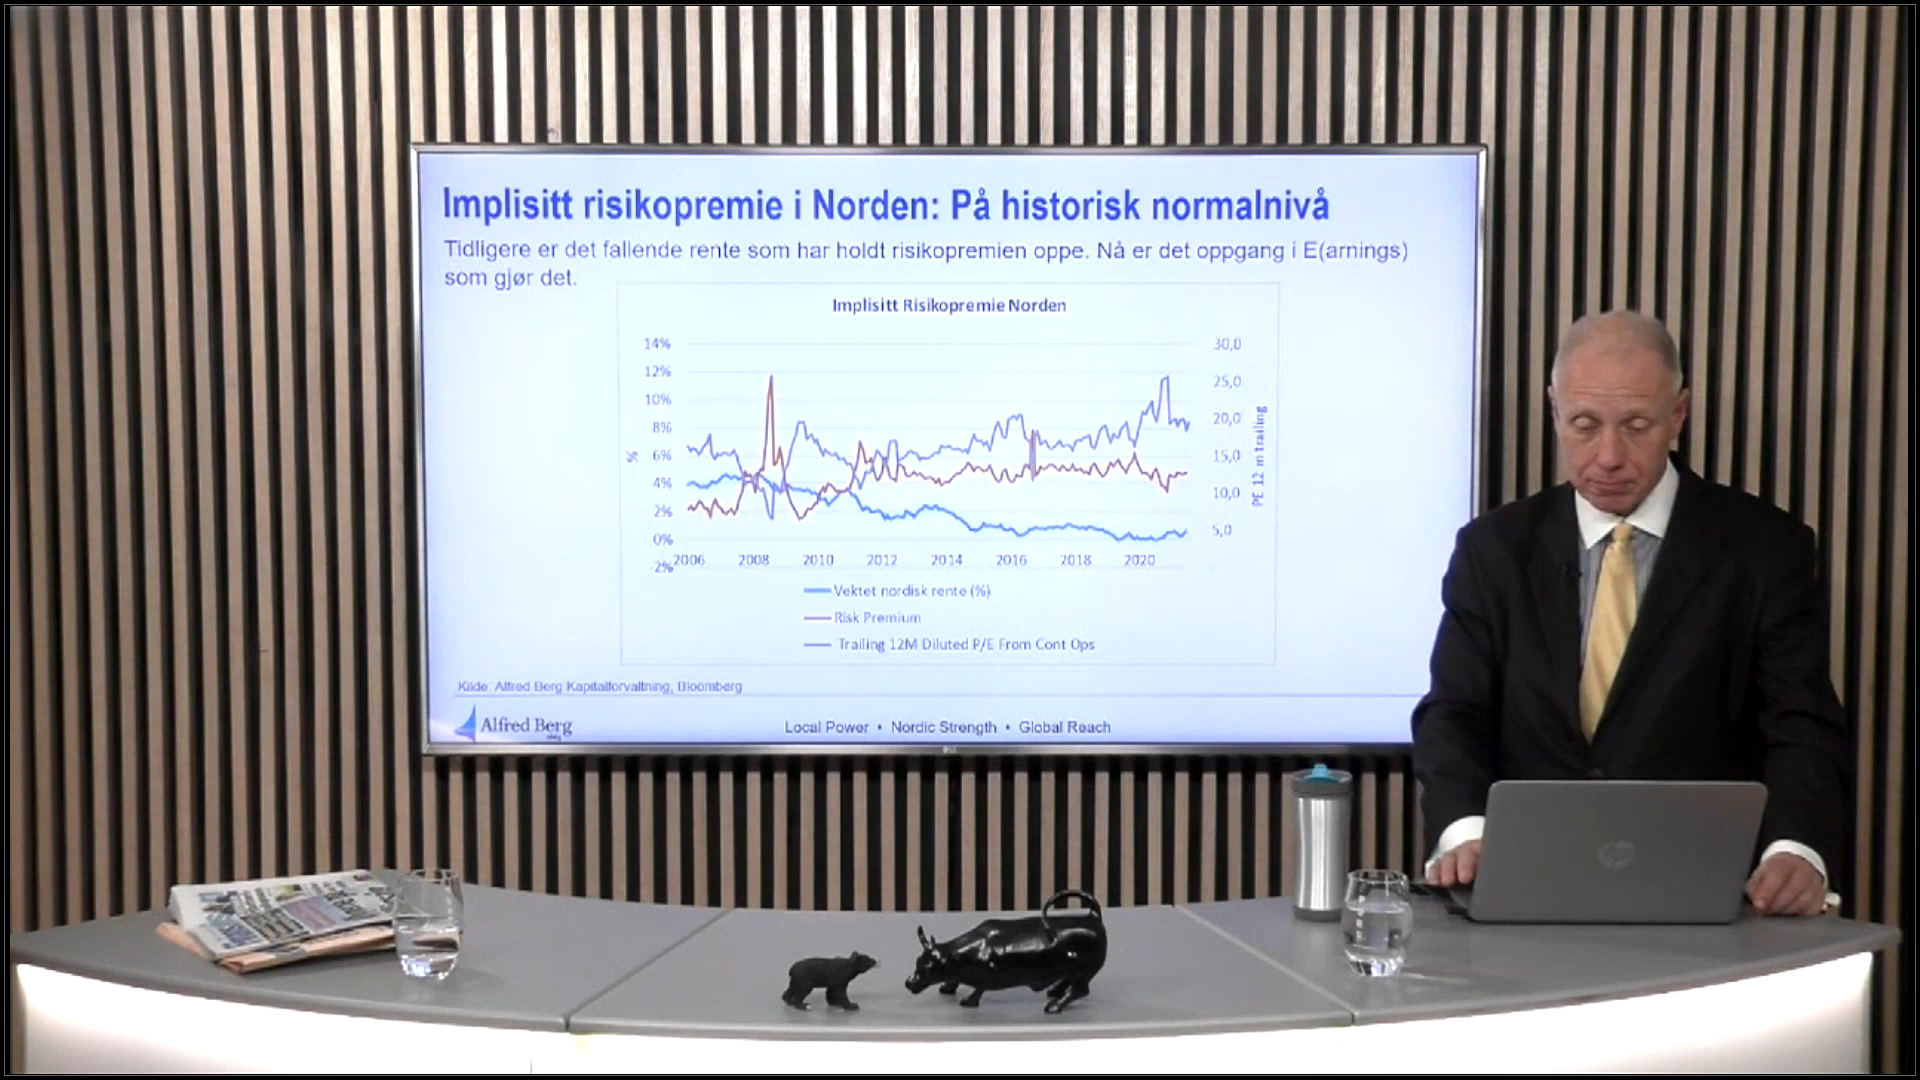 Implisitt risikopremie i Norden: På historisk normalnivå
Tidligere er det fallende rente som har holdt risikopremien oppe. Nå er det oppgang i E(arnings)
som gjør det.
Implisitt Risikopremie Norden
14%
12%
10%
8%
6%
4%
2%
0%
2%
%
30,0
25,0
20,0
15,0
10,0
5,0
PE 12 m trailing
2006 2008 2010 2012 2014 2016 2018 2020
Vektet nordisk rente (%)
Risk Premium
Trailing 12M Diluted P/E From Cont Ops
Kilde: Alfred Berg Kapitalforvaltning, Bloomberg
Alfred Berg
Local Power • Nordic Strength • Global Reach
hp